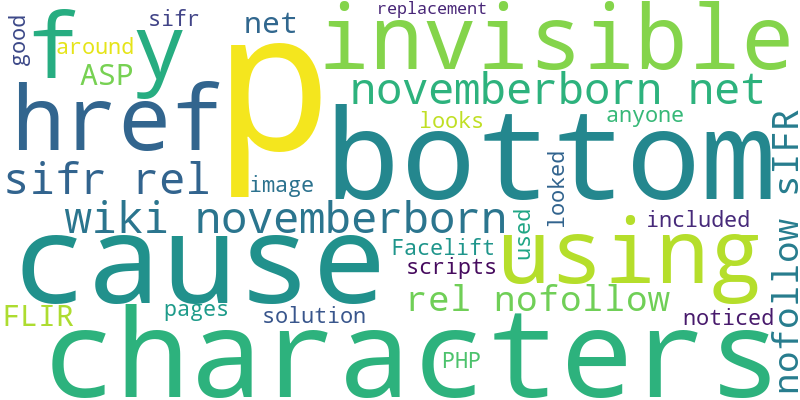 replacement
good
sifr
net
f
y
invisible
around
ASP
p
href
novemberborn net
looks
anyone
bottom
nofollow sIFR
sifr rel
image
looked
wiki novemberborn
used
included
cause
Facelift
using
scripts
rel nofollow
FLIR
pages
solution
noticed
characters
PHP